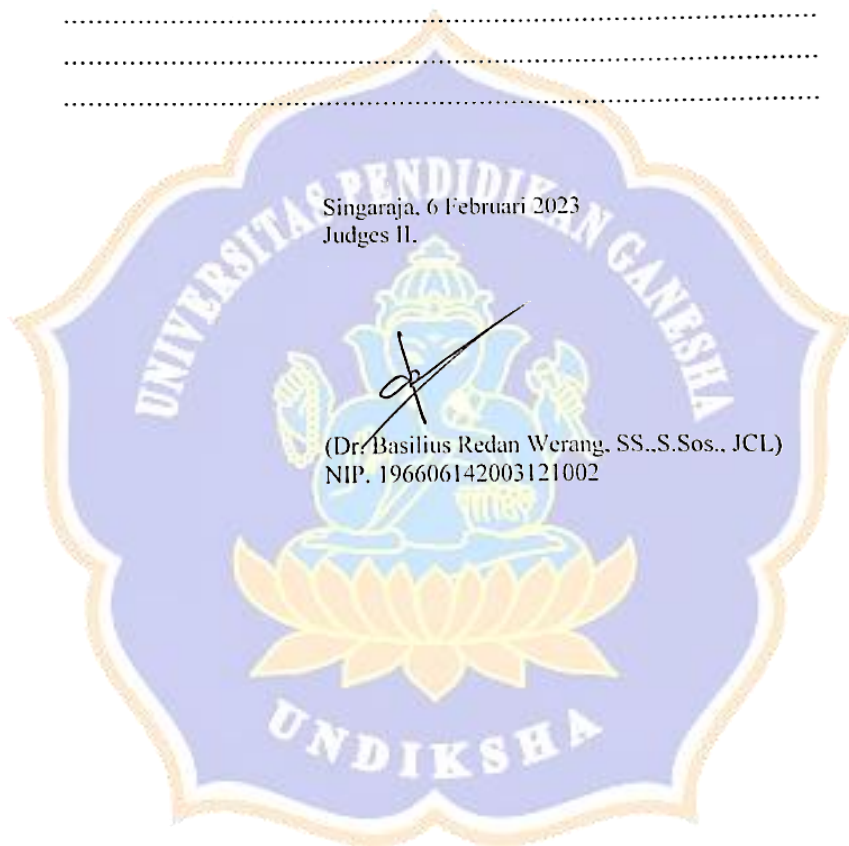 ........................................................................................................
........................................................................................................
........................................................................................................
UNIVERSITAS PENDIDIKAN GANESHA
Singaraja, 6 Februari 2023
Judges II.
(Dr. Basilius Redan Werang, SS.,S.Sos., JCL)
NIP. 196606142003121002
UNDIKSHA